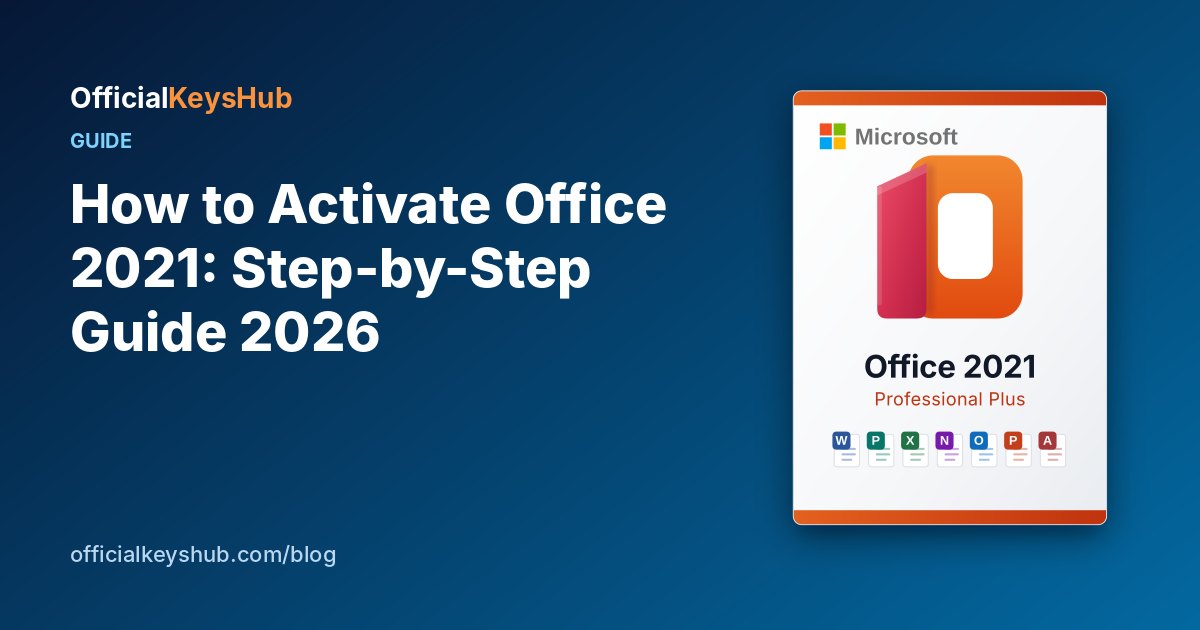 OfficialKeysHub
GUIDE
How to Activate Office
2021: Step-by-Step
Guide 2026
officialkeyshub.com/blog
Microsoft
Office 2021
Professional Plus
W P X N O P A